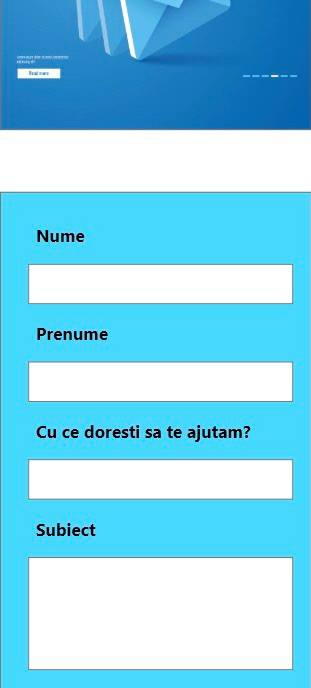 Read more
Nume
Prenume
Cu ce doresti sa te ajutam?
Subiect